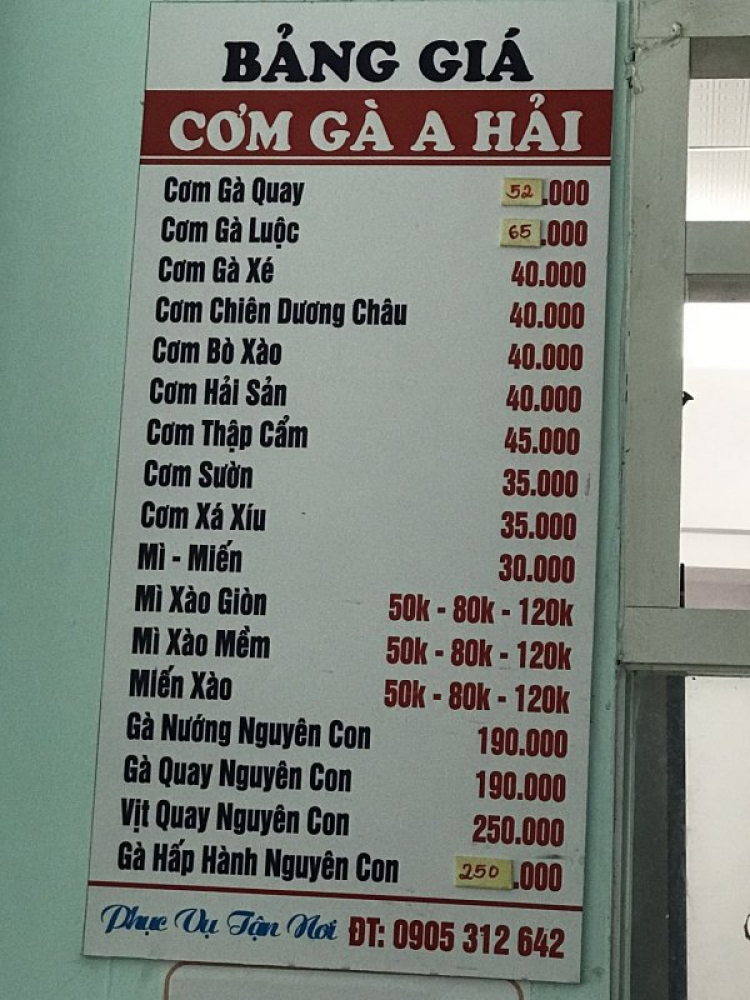 BẢNG GIÁ
CƠM GÀ A HẢI
Cơm Gà Quay 52.000
Cơm Gà Luộc 65.000
Cơm Gà Xé 40.000
Cơm Chiên Dương Châu 40.000
Cơm Bò Xào 40.000
Cơm Hải Sản 40.000
Cơm Thập Cẩm 45.000
Cơm Sườn 35.000
Cơm Xá Xíu 35.000
Mì - Miến 30.000
Mì Xào Giòn 50k - 80k - 120k
Mì Xào Mềm 50k - 80k - 120k
Miến Xào 50k - 80k - 120k
Gà Nướng Nguyên Con 190.000
Gà Quay Nguyên Con 190.000
Vịt Quay Nguyên Con 250.000
Gà Hấp Hành Nguyên Con 250.000
Phục Vụ Tận Nơi ĐT: 0905 312 642